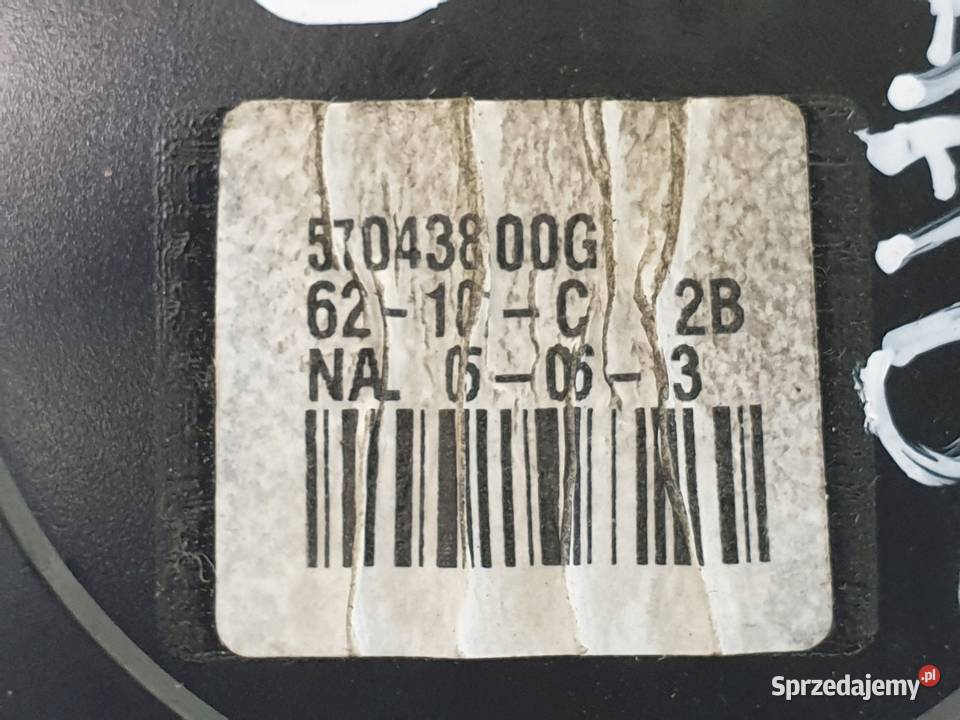 57043800G
62-10-C 2B
NAL 05-06-3
Sprzedajemy.pl